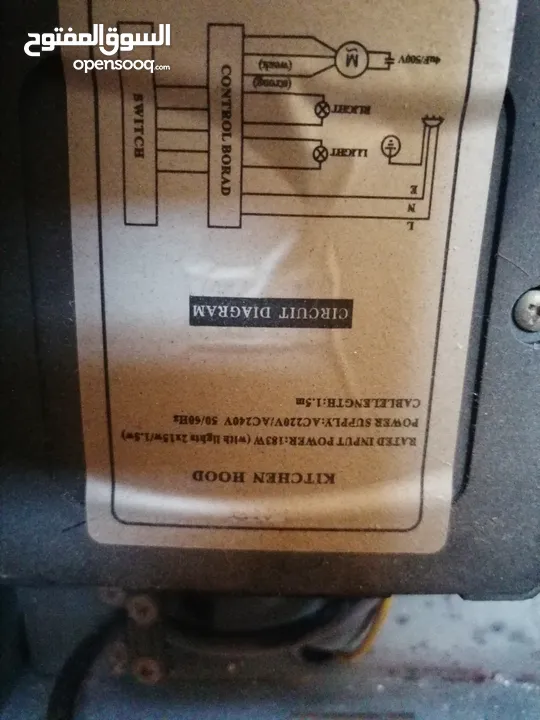 السوق المفتوح
opensooq.com
KITCHEN HOOD
RATED INPUT POWER:183W (with lights 2x15w/1.5w)
POWER SUPPLY:AC220V/AC240V 50/60Hz
CABLELENGTH:1.5m
CIRCUIT DIAGRAM
L
N
E
LLIGHT
RLIGHT
(strong)
(weak)
M
4uF/500V
CONTROL BORAD
SWITCH